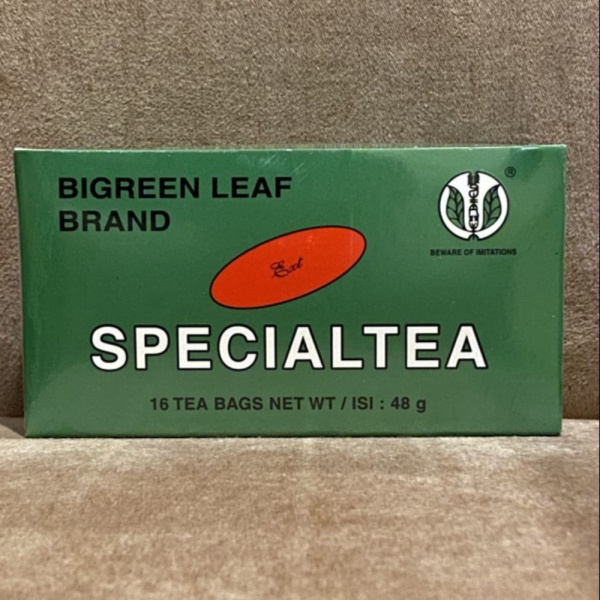 BIGREEN LEAF
BRAND
®
BEWARE OF IMITATIONS
Ext
SPECIALTEA
16 TEA BAGS NET WT / ISI : 48 g